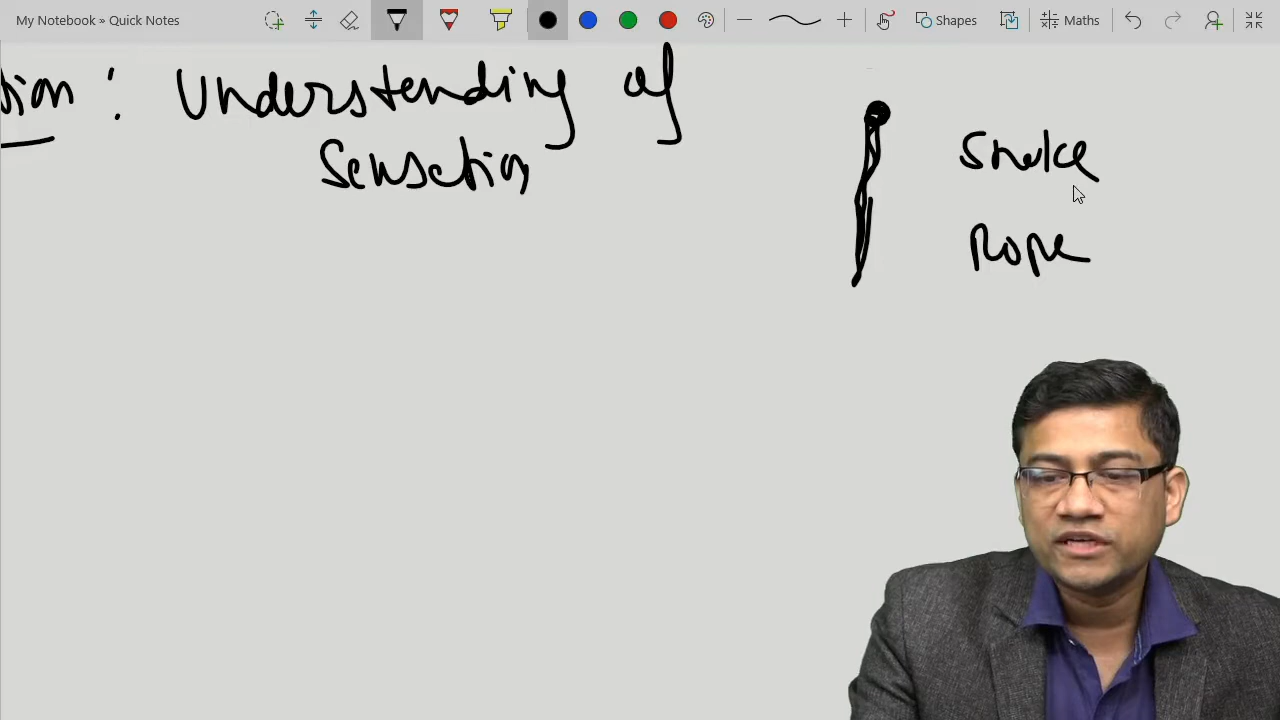 My Notebook » Quick Notes
Shapes
Maths
tion : Understanding of
Sensation
Snake
Rope